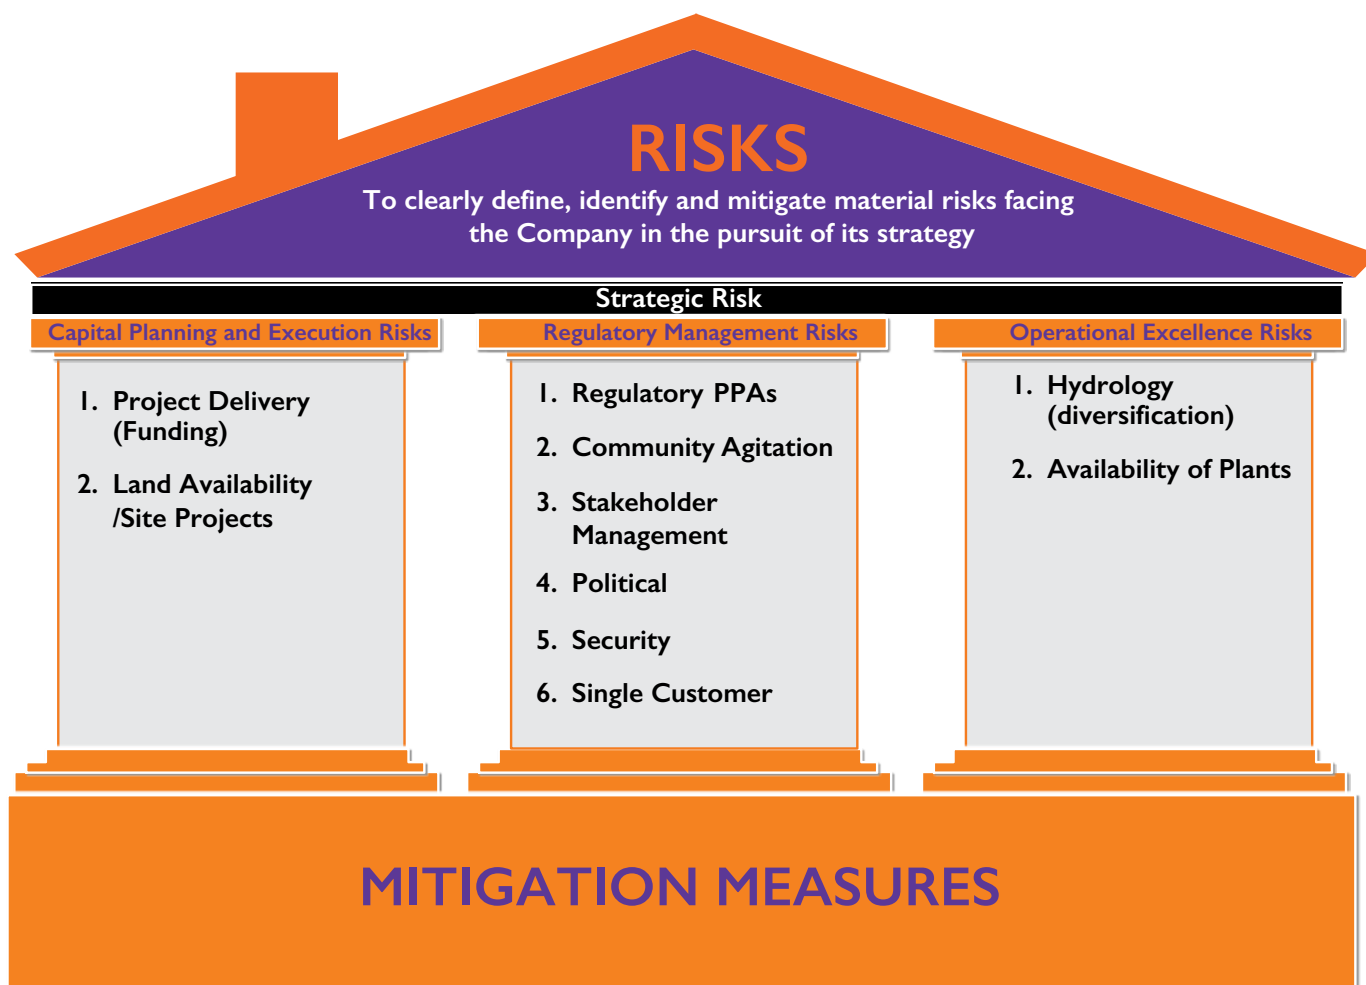 RISKS
To clearly define, identify and mitigate material risks facing
the Company in the pursuit of its strategy
Strategic Risk
Capital Planning and Execution Risks
1. Project Delivery
(Funding)
2. Land Availability
/Site Projects
Regulatory Management Risks
1. Regulatory PPAs
2. Community Agitation
3. Stakeholder
Management
4. Political
5. Security
6. Single Customer
Operational Excellence Risks
1. Hydrology
(diversification)
2. Availability of Plants
MITIGATION MEASURES